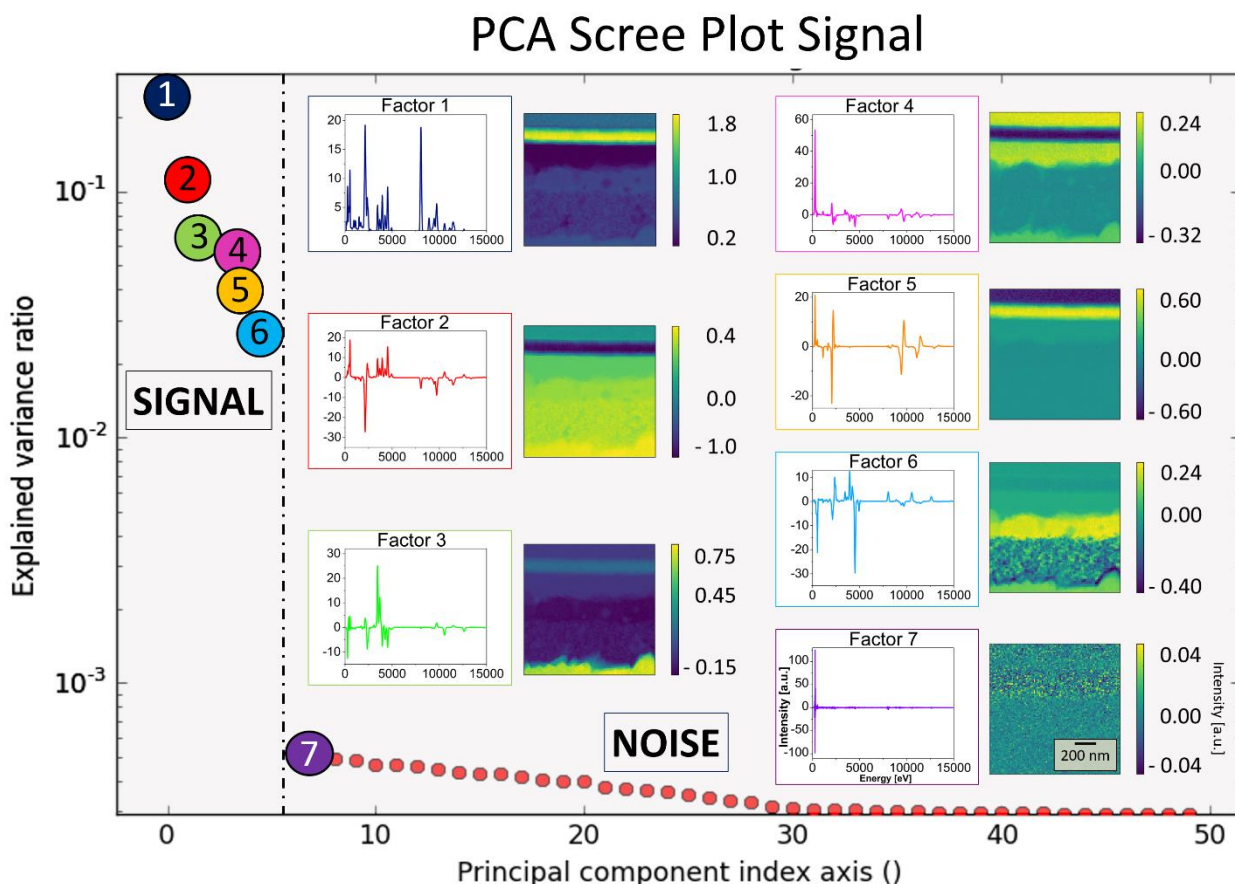 PCA Scree Plot Signal
Explained variance ratio
10-1
10-2
10-3
1
2
3
4
5
6
7
SIGNAL
NOISE
Factor 1
20
15
10
5
0 5000 10000 15000
1.8
1.0
0.2
Factor 2
20
10
0
-10
-20
-30
0 5000 10000 15000
0.4
0.0
- 1.0
Factor 3
30
20
10
0
-10
0 5000 10000 15000
0.75
0.45
- 0.15
Factor 4
60
40
20
0
0 5000 10000 15000
0.24
0.00
- 0.32
Factor 5
20
0
-20
0 5000 10000 15000
0.60
0.00
- 0.60
Factor 6
10
0
-10
-20
-30
0 5000 10000 15000
0.24
0.00
- 0.40
Factor 7
Intensity [a.u.]
100
50
0
-50
-100
0 5000 10000 15000
Energy [eV]
200 nm
0.04
0.00
- 0.04
Intensity [a.u.]
0 10 20 30 40 50
Principal component index axis ()